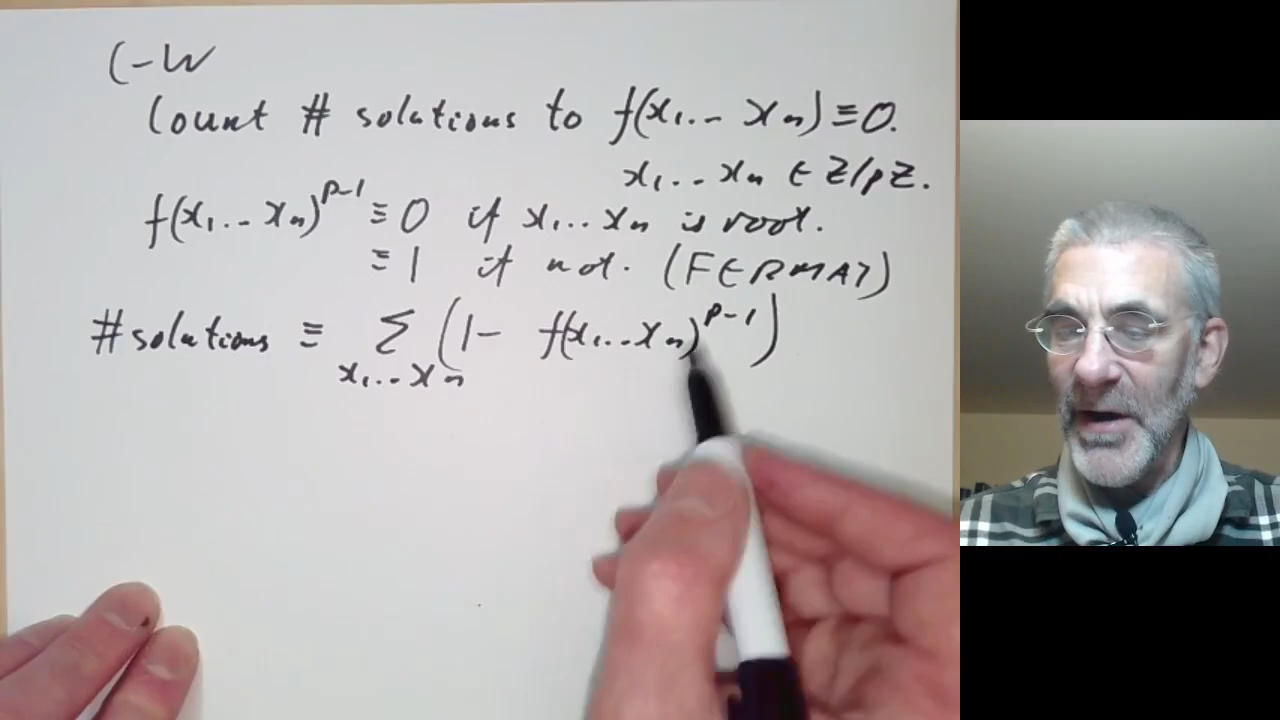 C-W
Count # solutions to f(x₁... xₙ) ≡ 0.
x₁... xₙ ∈ Z/pZ.
f(x₁... xₙ)^{p-1} ≡ 0 if x₁... xₙ is root.
≡ 1 if not. (FERMAT)
# solutions ≡ Σ (1 - f(x₁... xₙ)^{p-1})
x₁... xₙ